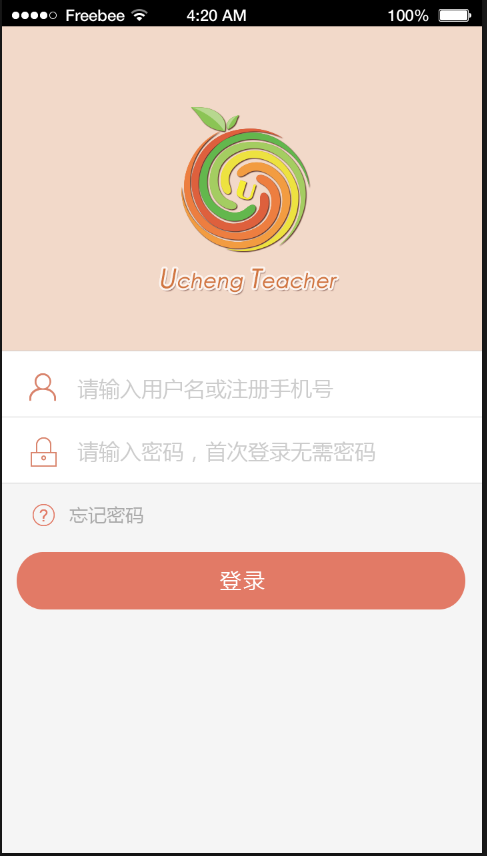 Freebee 4:20 AM 100%
U
Ucheng Teacher
请输入用户名或注册手机号
请输入密码，首次登录无需密码
? 忘记密码
登录